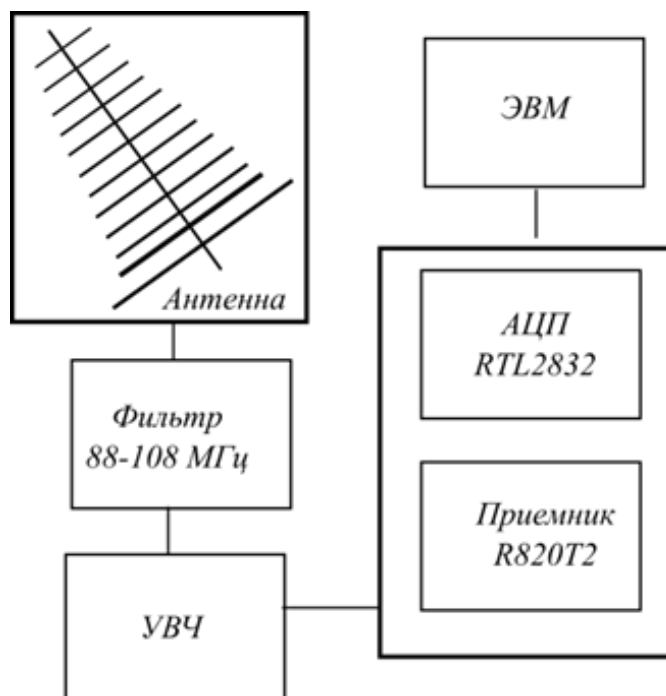 Антенна
Фильтр
88-108 МГц
УВЧ
ЭВМ
АЦП
RTL2832
Приемник
R820T2